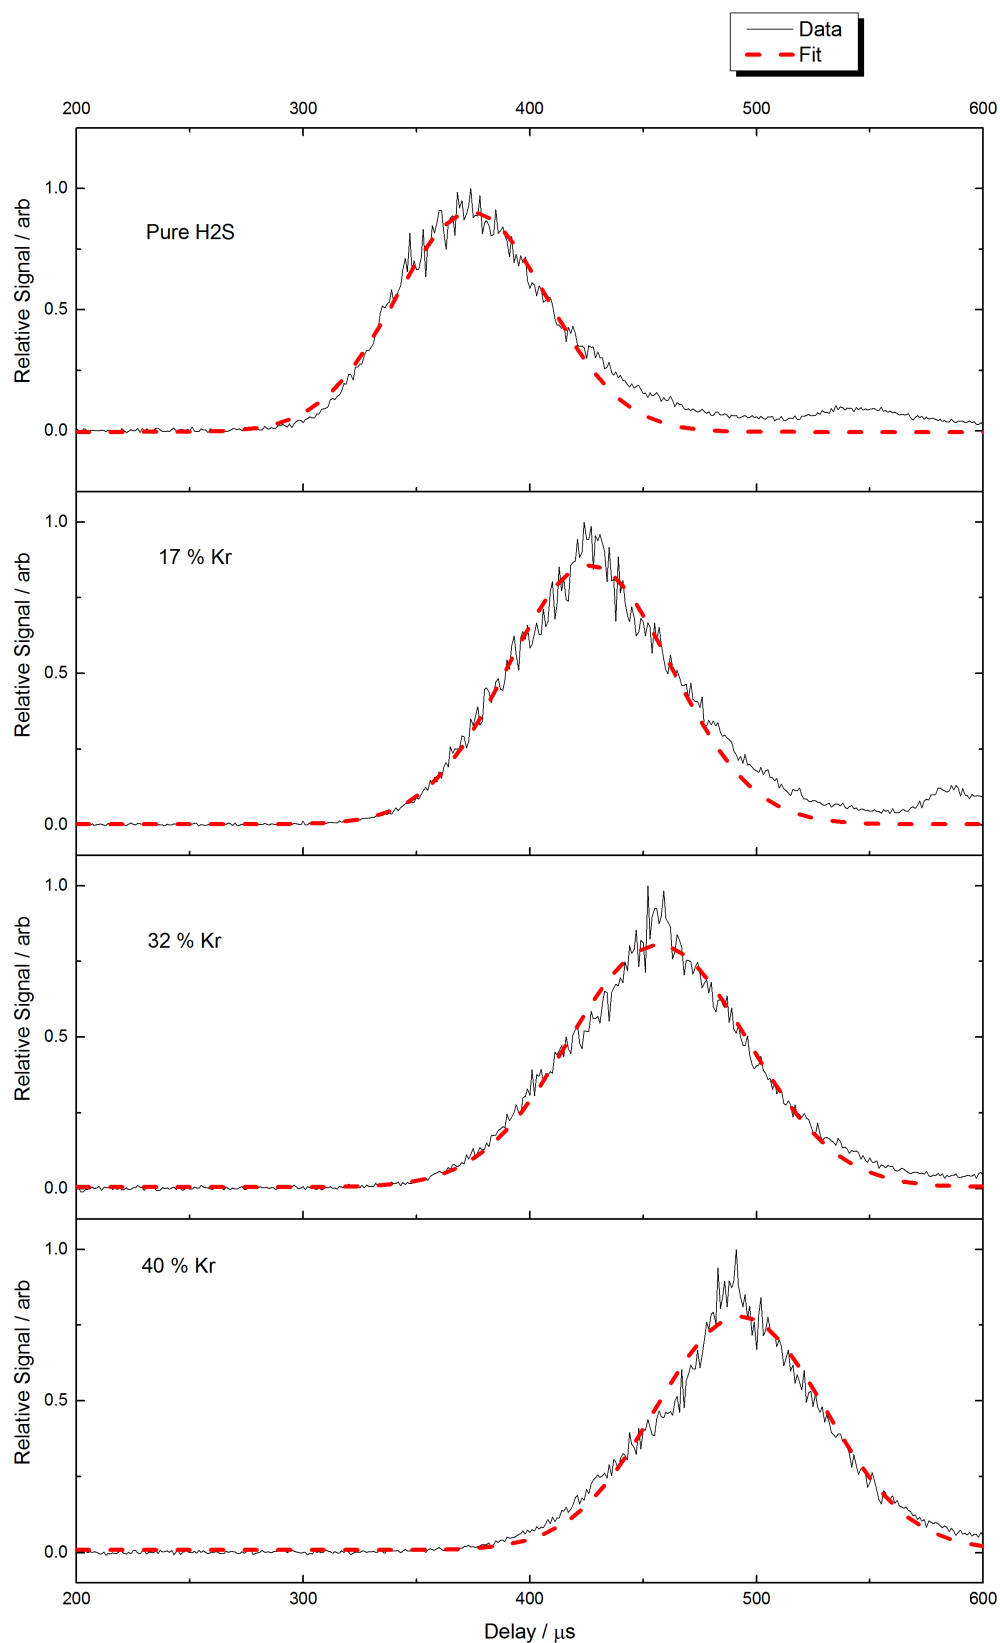 Data
Fit
200 300 400 500 600
1.0
Pure H2S
0.5
0.0
Relative Signal / arb
1.0
17 % Kr
0.5
0.0
Relative Signal / arb
1.0
32 % Kr
0.5
0.0
Relative Signal / arb
1.0
40 % Kr
0.5
0.0
Relative Signal / arb
200 300 400 500 600
Delay / μs